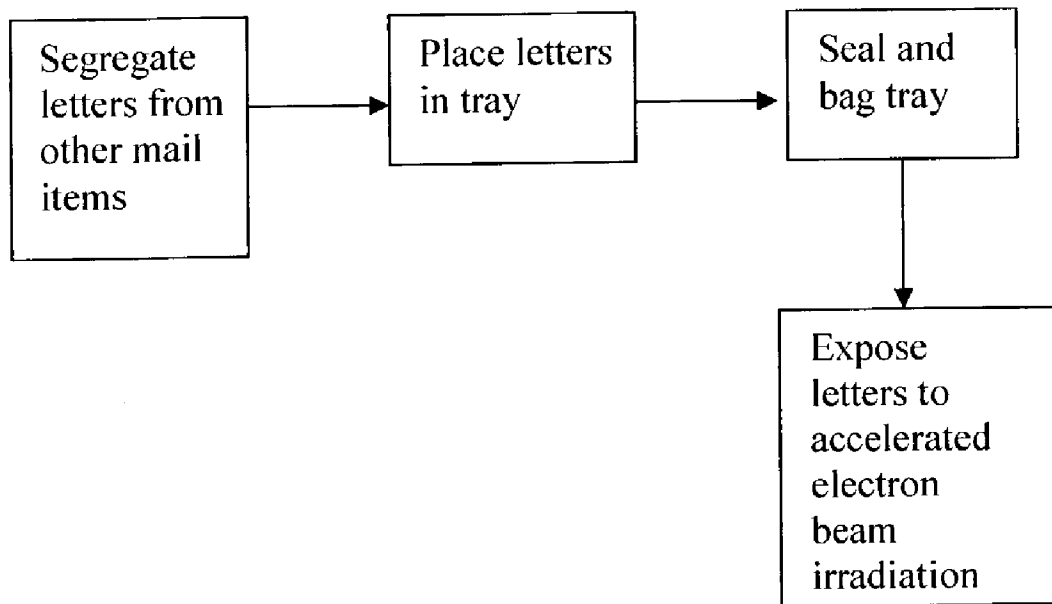 Segregate
letters from
other mail
items
Place letters
in tray
Seal and
bag tray
Expose
letters to
accelerated
electron
beam
irradiation